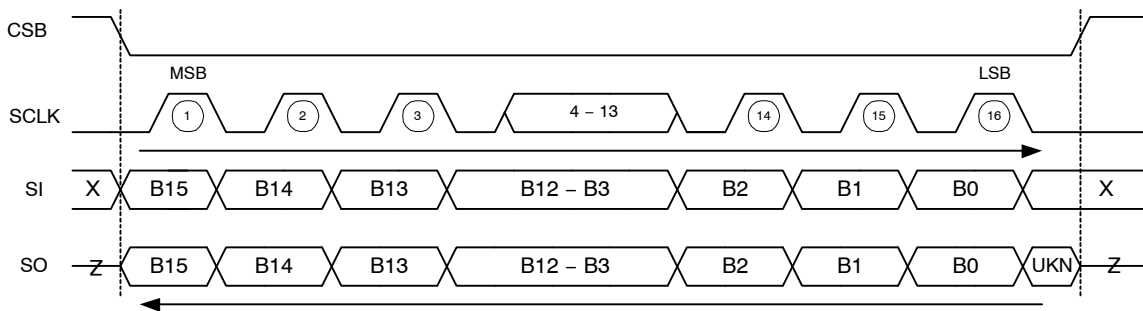 CSB
MSB LSB
SCLK 1 2 3 4 – 13 14 15 16
SI X B15 B14 B13 B12 – B3 B2 B1 B0 X
SO Z B15 B14 B13 B12 – B3 B2 B1 B0 UKN Z